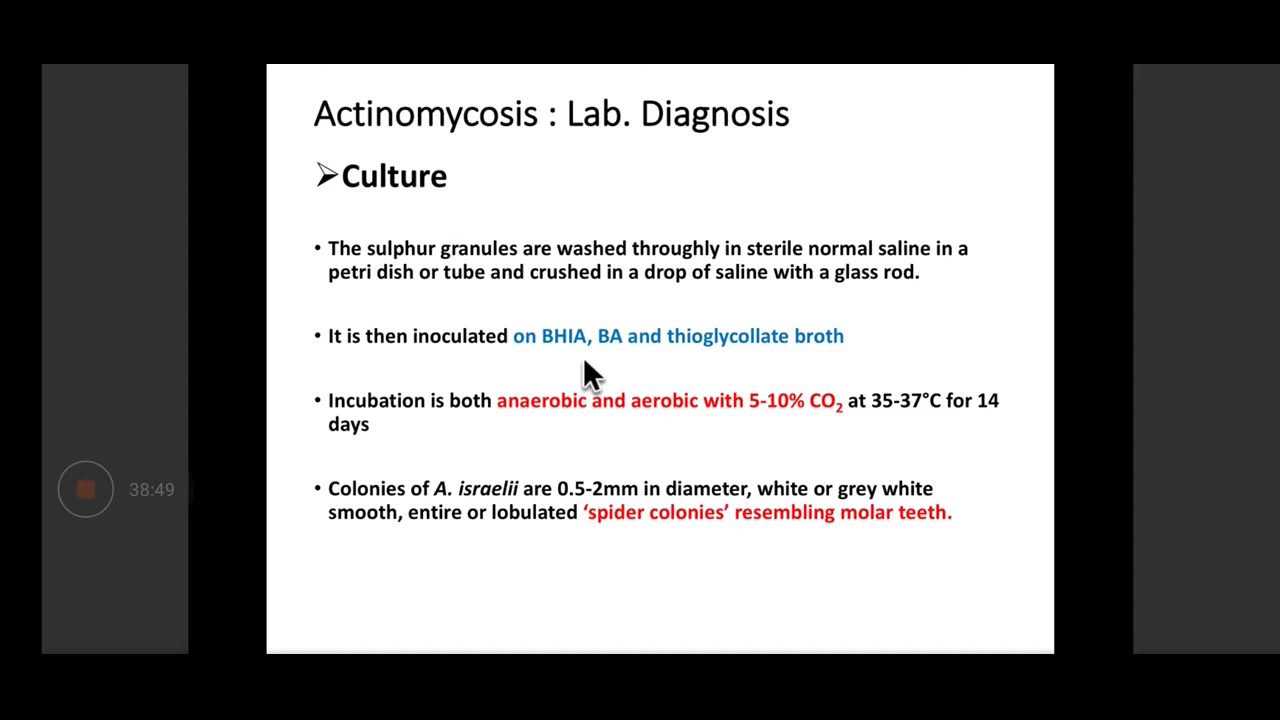 Actinomycosis : Lab. Diagnosis
➢Culture
• The sulphur granules are washed throughly in sterile normal saline in a
petri dish or tube and crushed in a drop of saline with a glass rod.
• It is then inoculated on BHIA, BA and thioglycollate broth
• Incubation is both anaerobic and aerobic with 5-10% CO₂ at 35-37°C for 14
days
• Colonies of A. israelii are 0.5-2mm in diameter, white or grey white
smooth, entire or lobulated ‘spider colonies’ resembling molar teeth.
38:49